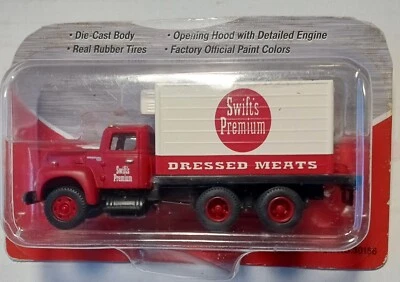 • Die-Cast Body
• Opening Hood with Detailed Engine
• Real Rubber Tires
• Factory Official Paint Colors
Swift's
Premium
DRESSED MEATS
Swift's
Premium